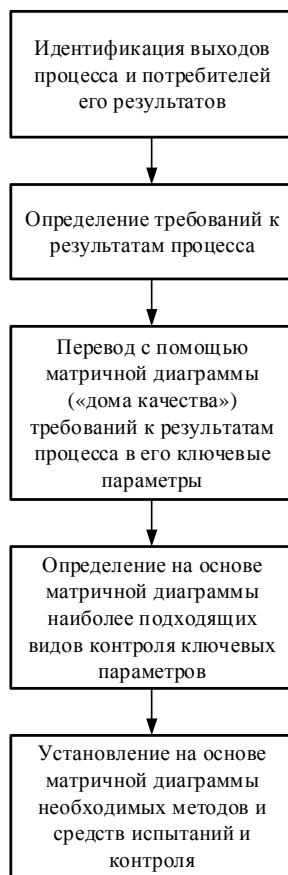 Идентификация выходов
процесса и потребителей
его результатов
Определение требований к
результатам процесса
Перевод с помощью
матричной диаграммы
(«дома качества»)
требований к результатам
процесса в его ключевые
параметры
Определение на основе
матричной диаграммы
наиболее подходящих
видов контроля ключевых
параметров
Установление на основе
матричной диаграммы
необходимых методов и
средств испытаний и
контроля